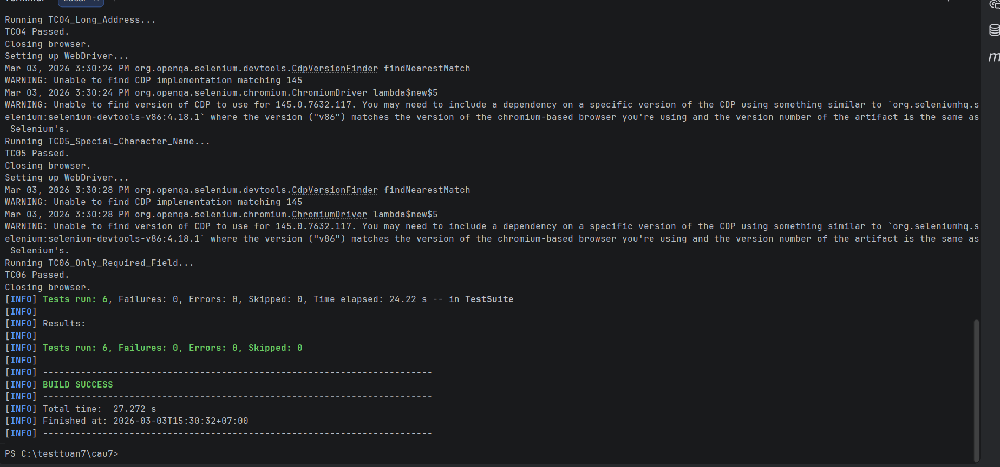 Terminal
Local
Running TC04_Long_Address...
TC04 Passed.
Closing browser.
Setting up WebDriver...
Mar 03, 2026 3:30:24 PM org.openqa.selenium.devtools.CdpVersionFinder findNearestMatch
WARNING: Unable to find CDP implementation matching 145
Mar 03, 2026 3:30:24 PM org.openqa.selenium.chromium.ChromiumDriver lambda$new$5
WARNING: Unable to find version of CDP to use for 145.0.7632.117. You may need to include a dependency on a specific version of the CDP using something similar to `org.seleniumhq.s
elenium:selenium-devtools-v86:4.18.1` where the version ("v86") matches the version of the chromium-based browser you're using and the version number of the artifact is the same as
 Selenium's.
Running TC05_Special_Character_Name...
TC05 Passed.
Closing browser.
Setting up WebDriver...
Mar 03, 2026 3:30:28 PM org.openqa.selenium.devtools.CdpVersionFinder findNearestMatch
WARNING: Unable to find CDP implementation matching 145
Mar 03, 2026 3:30:28 PM org.openqa.selenium.chromium.ChromiumDriver lambda$new$5
WARNING: Unable to find version of CDP to use for 145.0.7632.117. You may need to include a dependency on a specific version of the CDP using something similar to `org.seleniumhq.s
elenium:selenium-devtools-v86:4.18.1` where the version ("v86") matches the version of the chromium-based browser you're using and the version number of the artifact is the same as
 Selenium's.
Running TC06_Only_Required_Field...
TC06 Passed.
Closing browser.
[INFO] Tests run: 6, Failures: 0, Errors: 0, Skipped: 0, Time elapsed: 24.22 s -- in TestSuite
[INFO]
[INFO] Results:
[INFO]
[INFO] Tests run: 6, Failures: 0, Errors: 0, Skipped: 0
[INFO]
[INFO] ------------------------------------------------------------------------
[INFO] BUILD SUCCESS
[INFO] ------------------------------------------------------------------------
[INFO] Total time:  27.272 s
[INFO] Finished at: 2026-03-03T15:30:32+07:00
[INFO] ------------------------------------------------------------------------
PS C:\testtuan7\cau7>